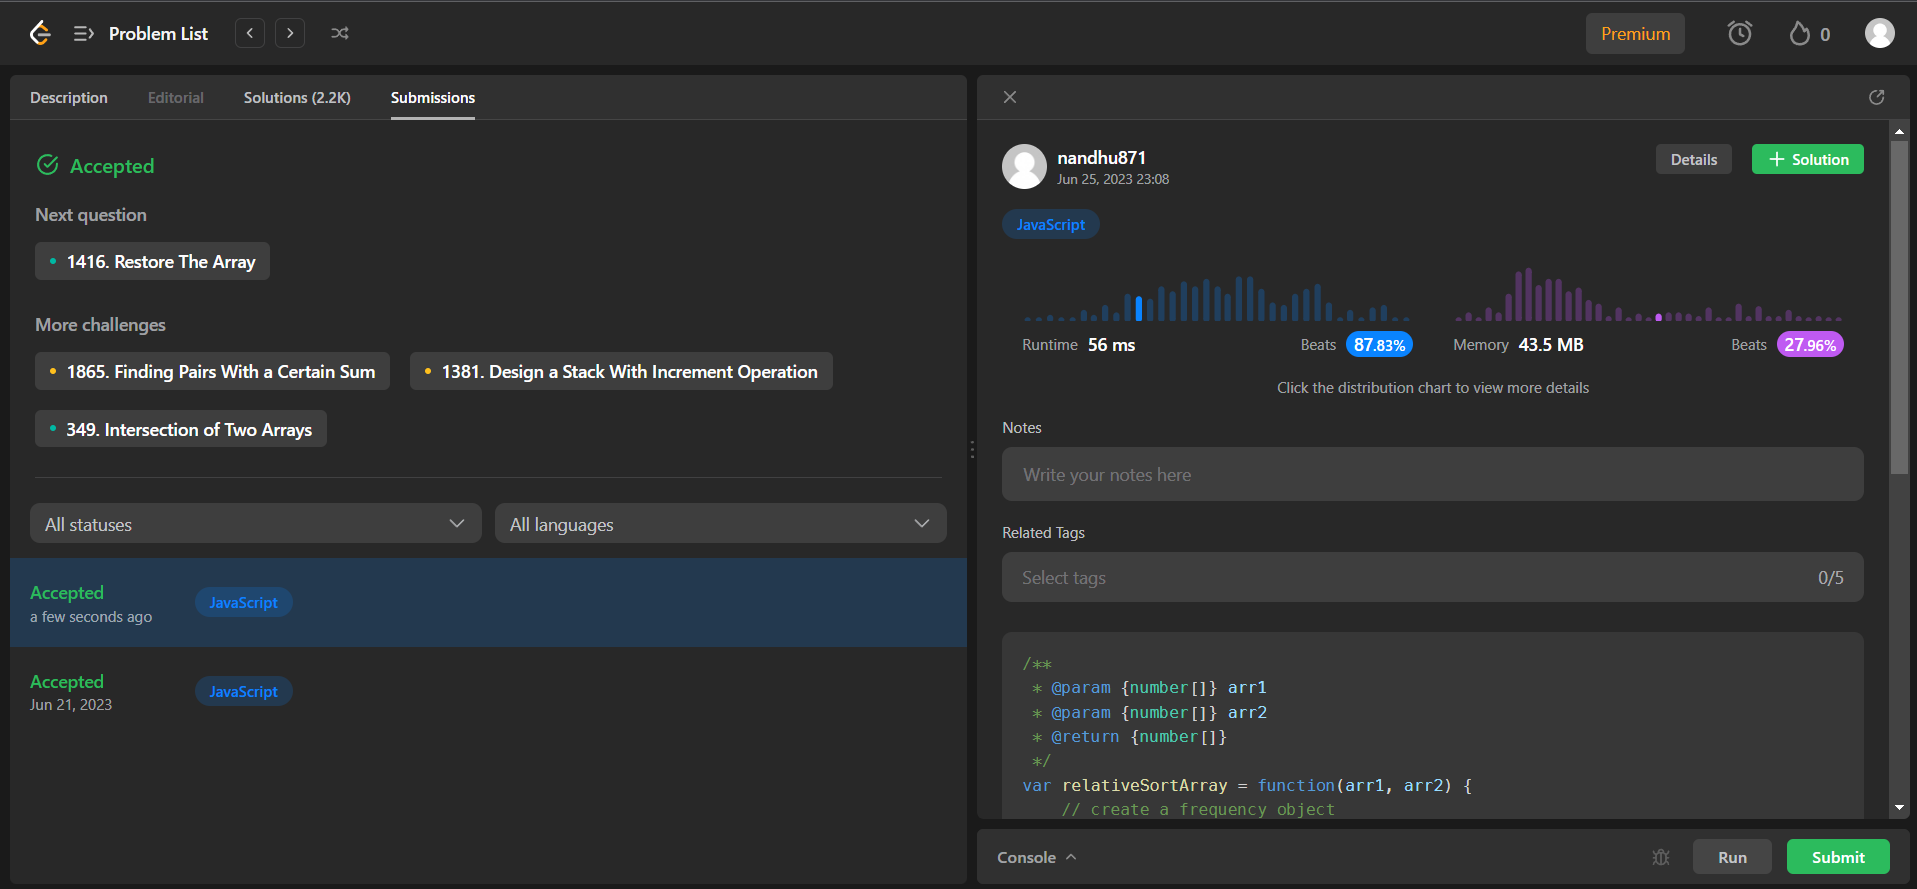 Problem List
Premium
0
Description Editorial Solutions (2.2K) Submissions
Accepted
Next question
1416. Restore The Array
More challenges
1865. Finding Pairs With a Certain Sum
1381. Design a Stack With Increment Operation
349. Intersection of Two Arrays
All statuses
All languages
Accepted
a few seconds ago
JavaScript
Accepted
Jun 21, 2023
JavaScript
nandhu871
Jun 25, 2023 23:08
Details
Solution
JavaScript
Runtime 56 ms
Beats 87.83%
Memory 43.5 MB
Beats 27.96%
Click the distribution chart to view more details
Notes
Write your notes here
Related Tags
Select tags
0/5
/**
 * @param {number[]} arr1
 * @param {number[]} arr2
 * @return {number[]}
 */
var relativeSortArray = function(arr1, arr2) {
    // create a frequency object
Console
Run
Submit